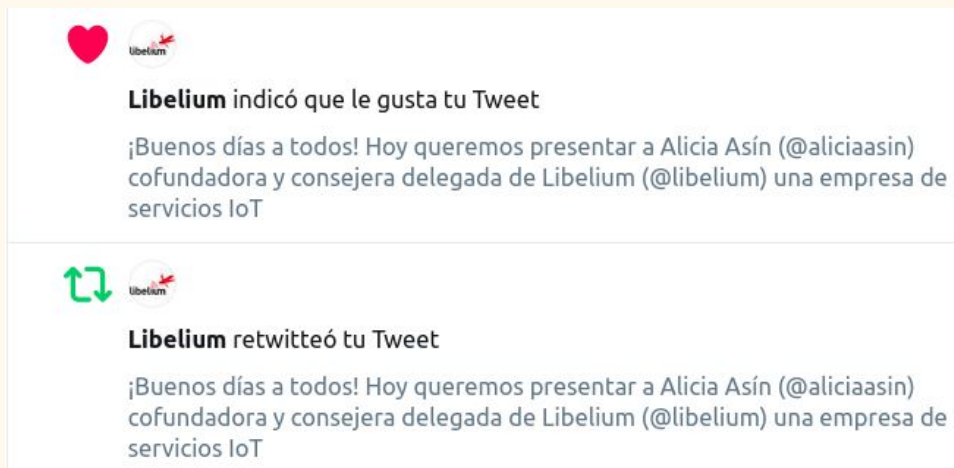 libelium
Libelium indicó que le gusta tu Tweet
¡Buenos días a todos! Hoy queremos presentar a Alicia Asín (@aliciaasin)
cofundadora y consejera delegada de Libelium (@libelium) una empresa de
servicios IoT
libelium
Libelium retwitteó tu Tweet
¡Buenos días a todos! Hoy queremos presentar a Alicia Asín (@aliciaasin)
cofundadora y consejera delegada de Libelium (@libelium) una empresa de
servicios IoT